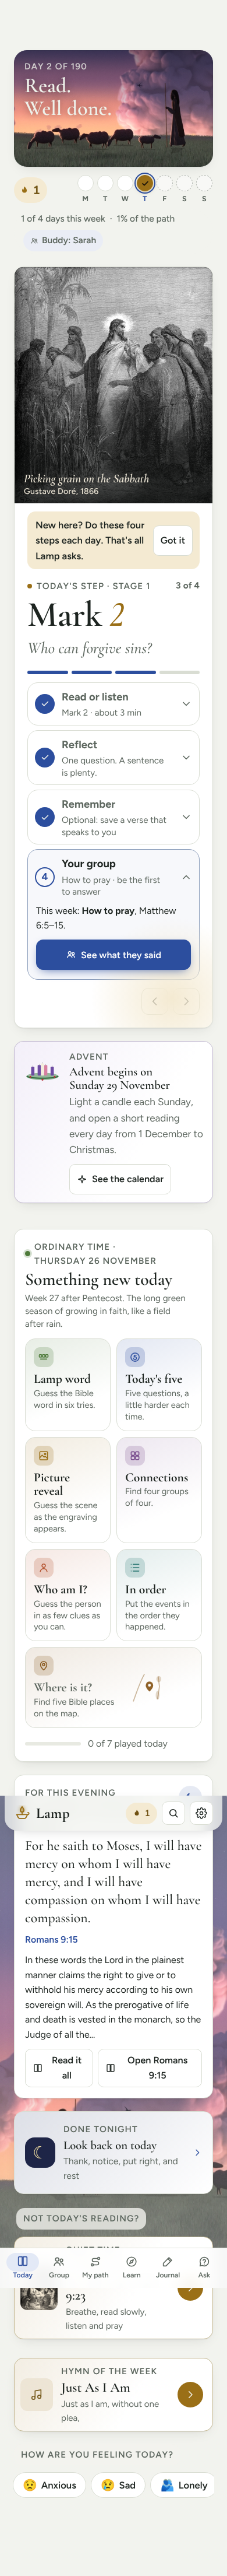 DAY 2 OF 190
Read.
Well done.
1
M T W T F S S
1 of 4 days this week · 1% of the path
Buddy: Sarah
Picking grain on the Sabbath
Gustave Doré, 1866
New here? Do these four
steps each day. That's all
Lamp asks.
Got it
TODAY'S STEP · STAGE 1
3 of 4
Mark 2
Who can forgive sins?
Read or listen
Mark 2 · about 3 min
Reflect
One question. A sentence
is plenty.
Remember
Optional: save a verse that
speaks to you
4
Your group
How to pray · be the first
to answer
This week: How to pray, Matthew
6:5–15.
See what they said
ADVENT
Advent begins on
Sunday 29 November
Light a candle each Sunday,
and open a short reading
every day from 1 December to
Christmas.
See the calendar
ORDINARY TIME ·
THURSDAY 26 NOVEMBER
Something new today
Week 27 after Pentecost. The long green
season of growing in faith, like a field
after rain.
Lamp word
Guess the Bible
word in six tries.
Today's five
Five questions, a
little harder each
time.
Picture
reveal
Guess the scene
as the engraving
appears.
Connections
Find four groups
of four.
Who am I?
Guess the person
in as few clues as
you can.
In order
Put the events in
the order they
happened.
Where is it?
Find Bible places
on the map.
0 of 7 played today
FOR THIS EVENING
Lamp
1
For he saith to Moses, I will have
mercy on whom I will have
mercy, and I will have
compassion on whom I will have
compassion.
Romans 9:15
In these words the Lord in the plainest
manner claims the right to give or to
withhold his mercy according to his own
sovereign will. As the prerogative of life
and death is vested in the monarch, so the
Judge of all the...
Read it
all
Open Romans
9:15
DONE TONIGHT
Look back on today
Thank, notice, put right, and
rest
NOT TODAY'S READING?
Today
Group
My path
Learn
Journal
Ask
9:23
Breathe, read slowly,
listen and pray
HYMN OF THE WEEK
Just As I Am
Just as I am, without one
plea,
HOW ARE YOU FEELING TODAY?
Anxious
Sad
Lonely